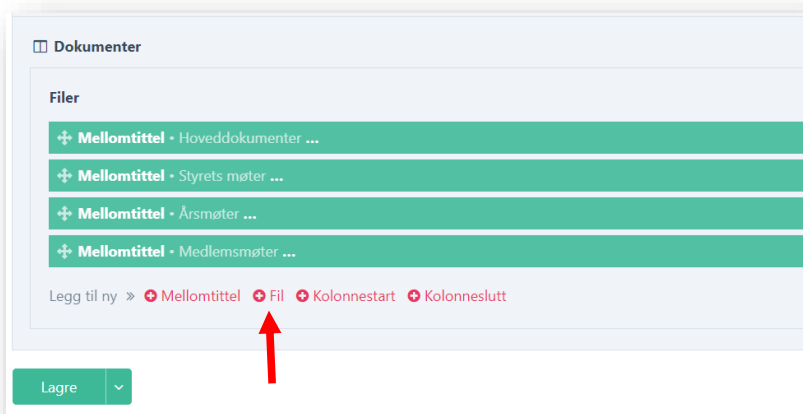 Dokumenter
Filer
Mellomtittel • Hoveddokumenter ...
Mellomtittel • Styrets møter ...
Mellomtittel • Årsmøter ...
Mellomtittel • Medlemsmøter ...
Legg til ny » Mellomtittel Fil Kolonnestart Kolonneslutt
Lagre